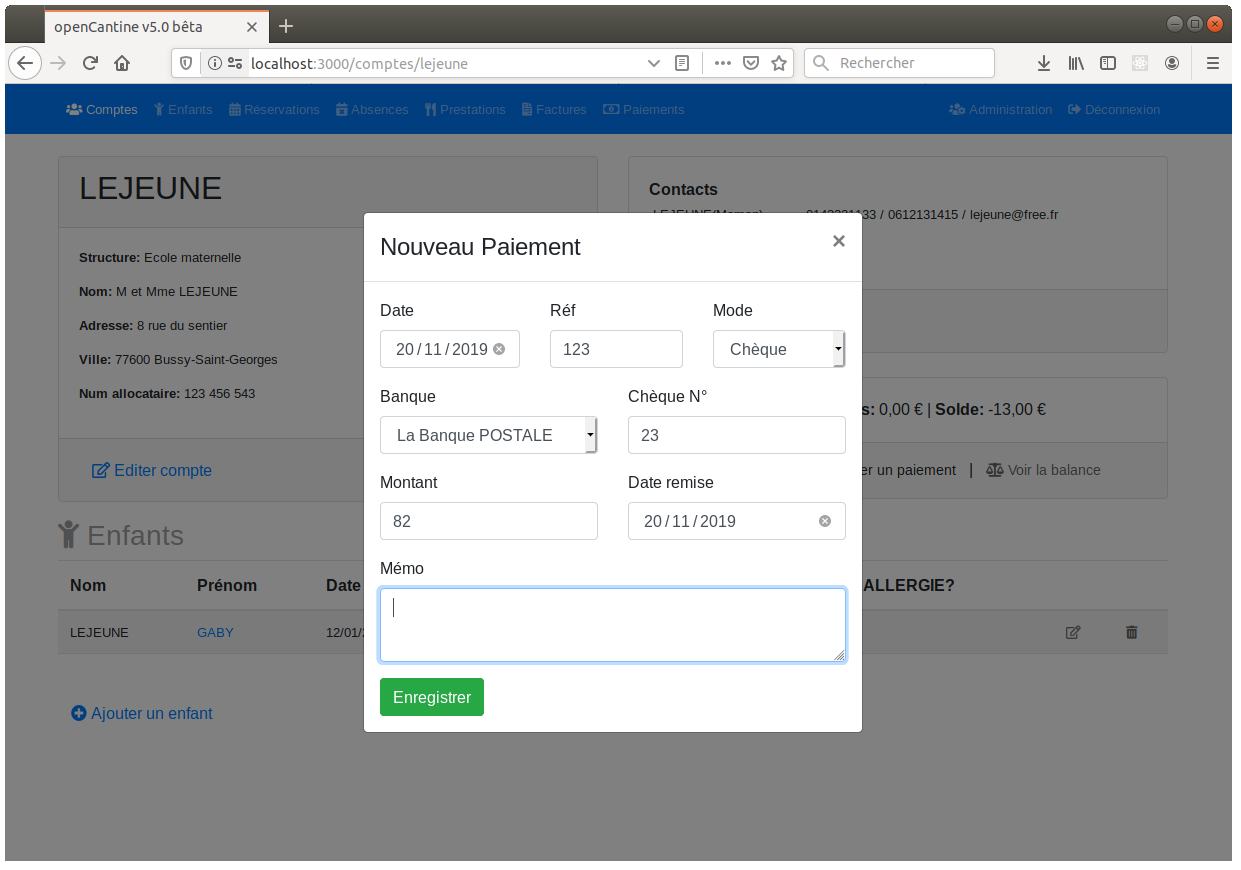 openCantine v5.0 bêta
localhost:3000/comptes/lejeune
Rechercher
Comptes Enfants Réservations Absences Prestations Factures Paiements Administration Déconnexion
LEJEUNE
Structure: Ecole maternelle
Nom: M et Mme LEJEUNE
Adresse: 8 rue du sentier
Ville: 77600 Bussy-Saint-Georges
Num allocataire: 123 456 543
Editer compte
Contacts
LEJEUNE(Maman) 0143221133 / 0612131415 / lejeune@free.fr
s: 0,00 € | Solde: -13,00 €
er un paiement | Voir la balance
Nouveau Paiement
×
Date Réf Mode
20/11/2019 123 Chèque
Banque Chèque N°
La Banque POSTALE 23
Montant Date remise
82 20/11/2019
Mémo
Enregistrer
Enfants
Nom Prénom Date ALLERGIE?
LEJEUNE GABY 12/01/
Ajouter un enfant